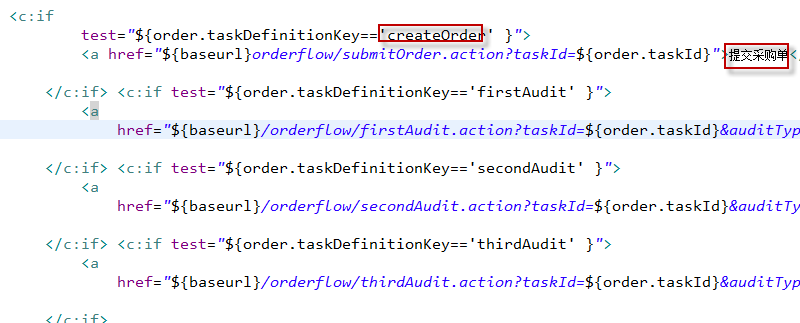 <c:if
test="${order.taskDefinitionKey=='createOrder' }">
<a href="${baseurl}orderflow/submitOrder.action?taskId=${order.taskId}">提交采购单<
</c:if> <c:if test="${order.taskDefinitionKey=='firstAudit' }">
<a
href="${baseurl}/orderflow/firstAudit.action?taskId=${order.taskId}&auditTyp
</c:if> <c:if test="${order.taskDefinitionKey=='secondAudit' }">
<a
href="${baseurl}/orderflow/secondAudit.action?taskId=${order.taskId}&auditTy
</c:if> <c:if test="${order.taskDefinitionKey=='thirdAudit' }">
<a
href="${baseurl}/orderflow/thirdAudit.action?taskId=${order.taskId}&auditTyp
</c:if>